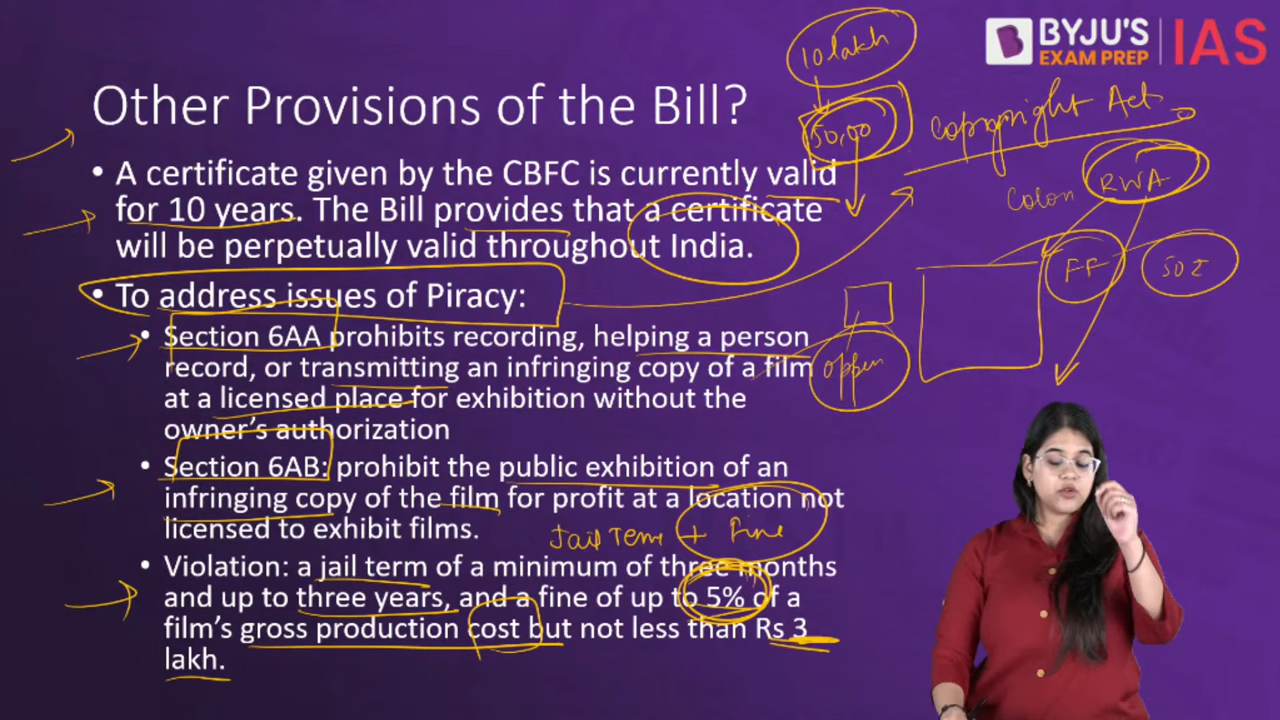 BYJU'S
EXAM PREP
IAS
10 lakh
50,00
Copyright Act
Other Provisions of the Bill?
• A certificate given by the CBFC is currently valid
for 10 years. The Bill provides that a certificate
will be perpetually valid throughout India.
Colon RWA
FF
50Z
• To address issues of Piracy:
• Section 6AA prohibits recording, helping a person
record, or transmitting an infringing copy of a film
at a licensed place for exhibition without the
owner's authorization
• Section 6AB: prohibit the public exhibition of an
infringing copy of the film for profit at a location not
licensed to exhibit films.
Jail Term + Fine
• Violation: a jail term of a minimum of three months
and up to three years, and a fine of up to 5% of a
film's gross production cost but not less than Rs 3
lakh.